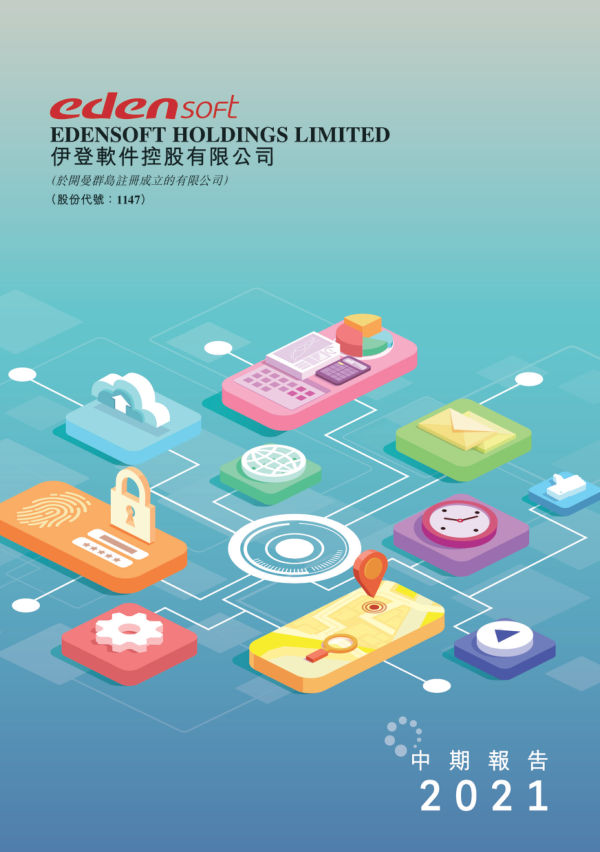 edensoft
EDENSOFT HOLDINGS LIMITED
伊登軟件控股有限公司
(於開曼群島註冊成立的有限公司)
(股份代號：1147)
中期報告
2021